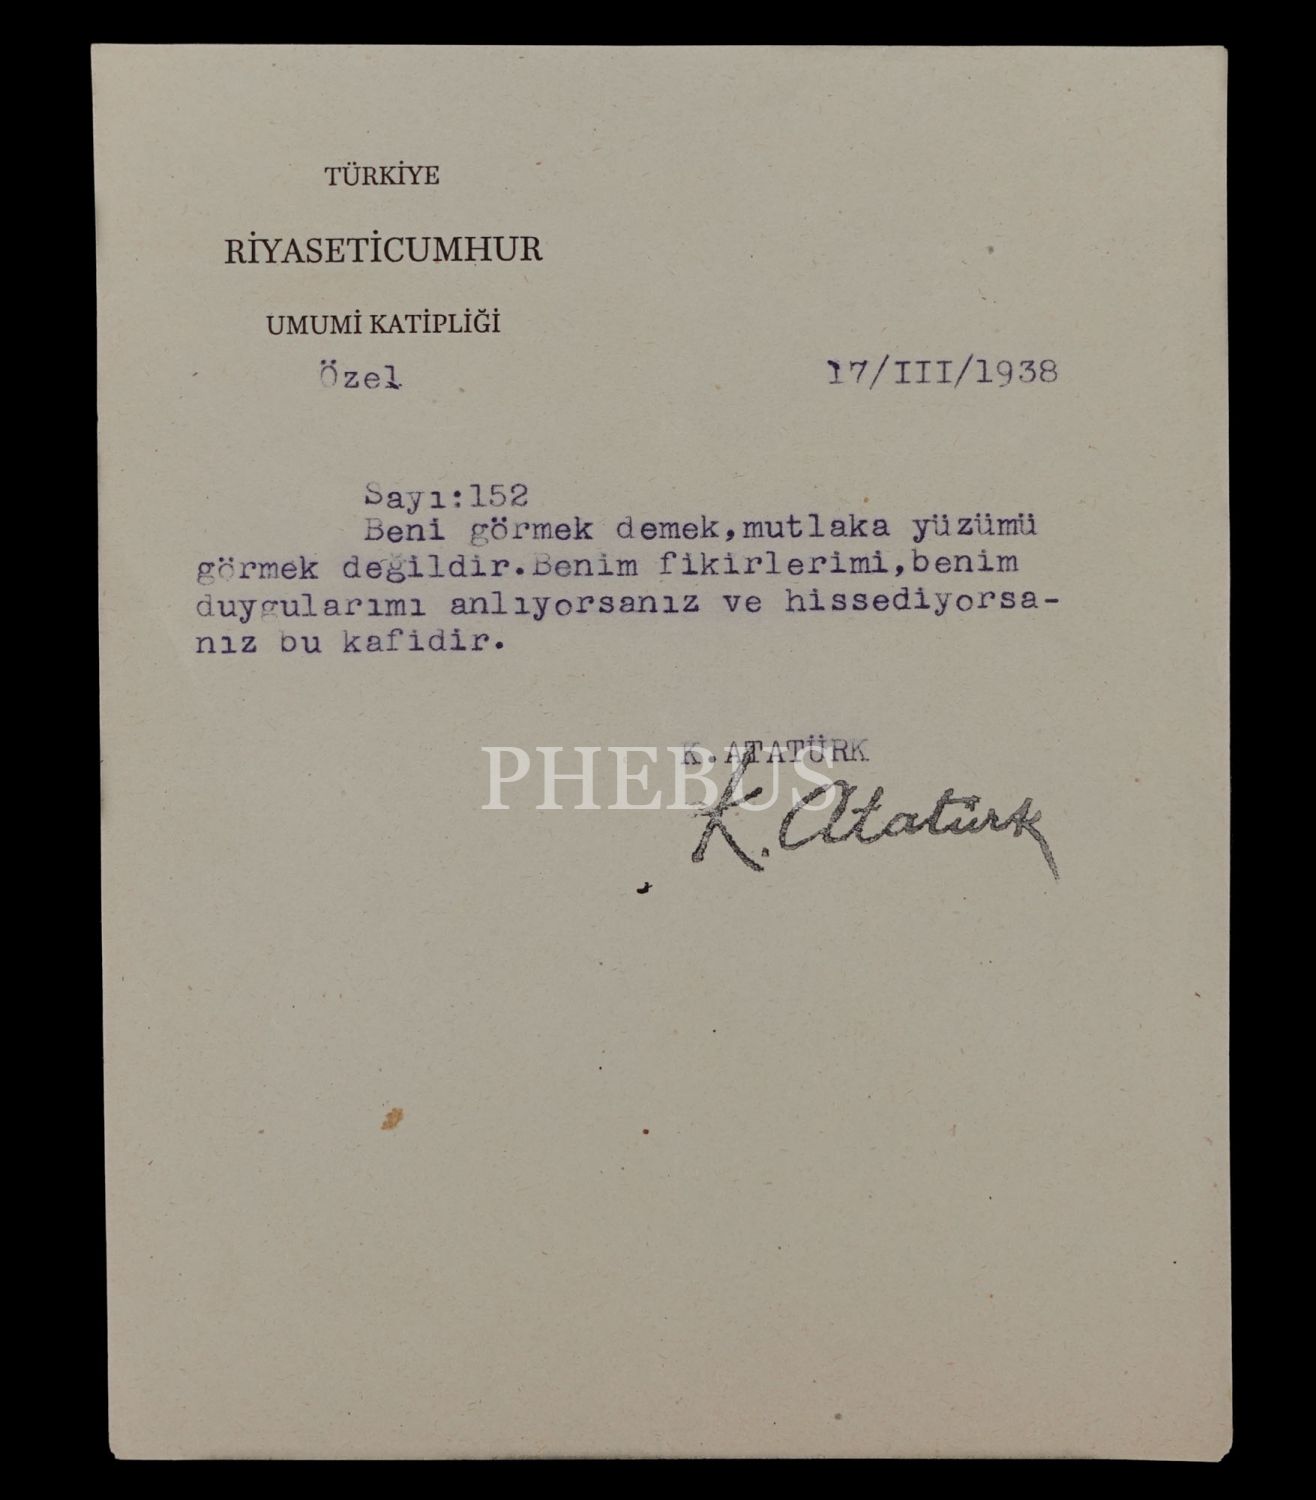 TÜRKİYE
RİYASETİCUMHUR
UMUMİ KATİPLİĞİ
Özel
17/III/1938
Sayı:152
Beni görmek demek,mutlaka yüzümü
görmek değildir.Benim fikirlerimi,benim
duygularımı anlıyorsanız ve hissediyorsa-
nız bu kafidir.
K.ATATÜRK
PHEBUS
K. Atatürk